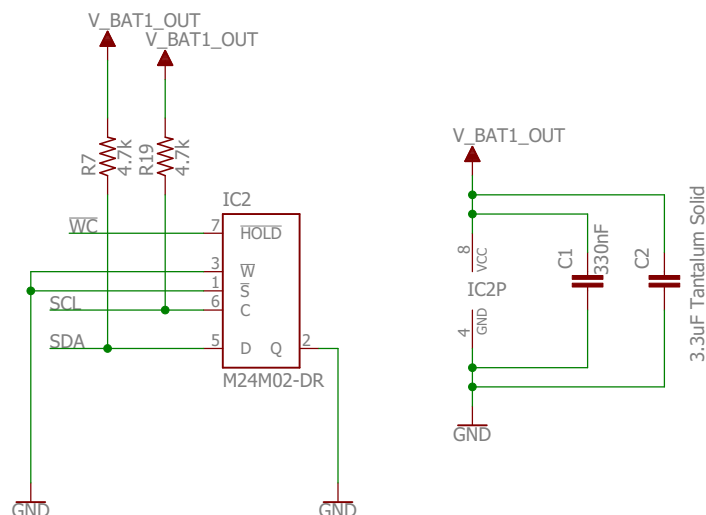 V_BAT1_OUT
V_BAT1_OUT
R7
4.7k
R19
4.7k
IC2
WC
7
HOLD
3
W
1
S
SCL
6
C
SDA
5
D
Q
2
M24M02-DR
GND
GND
V_BAT1_OUT
8
VCC
IC2P
4
GND
C1
330nF
C2
3.3uF Tantalum Solid
GND